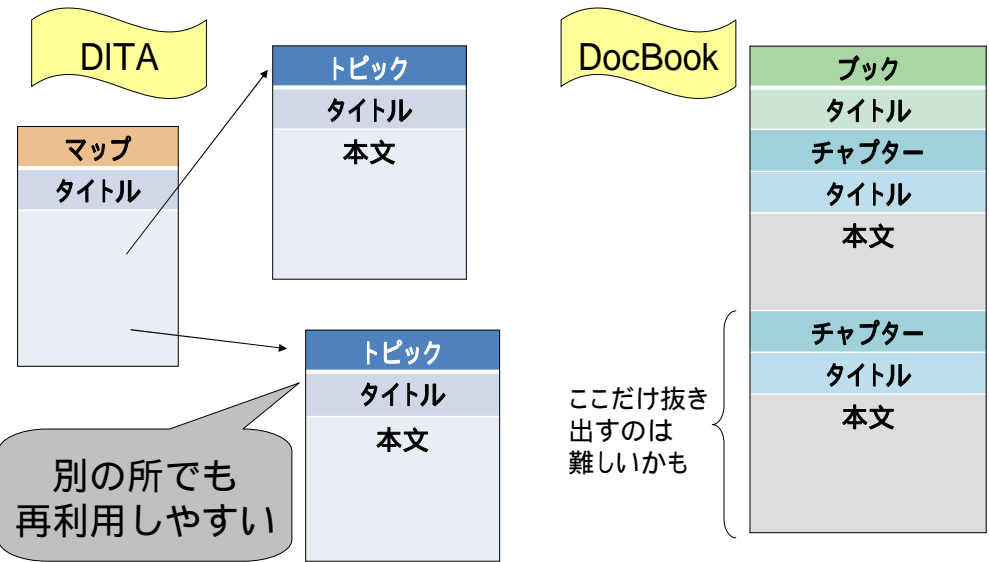 DITA
マップ
タイトル
トピック
タイトル
本文
トピック
タイトル
本文
別の所でも
再利用しやすい
DocBook
ブック
タイトル
チャプター
タイトル
本文
チャプター
タイトル
本文
ここだけ抜き
出すのは
難しいかも